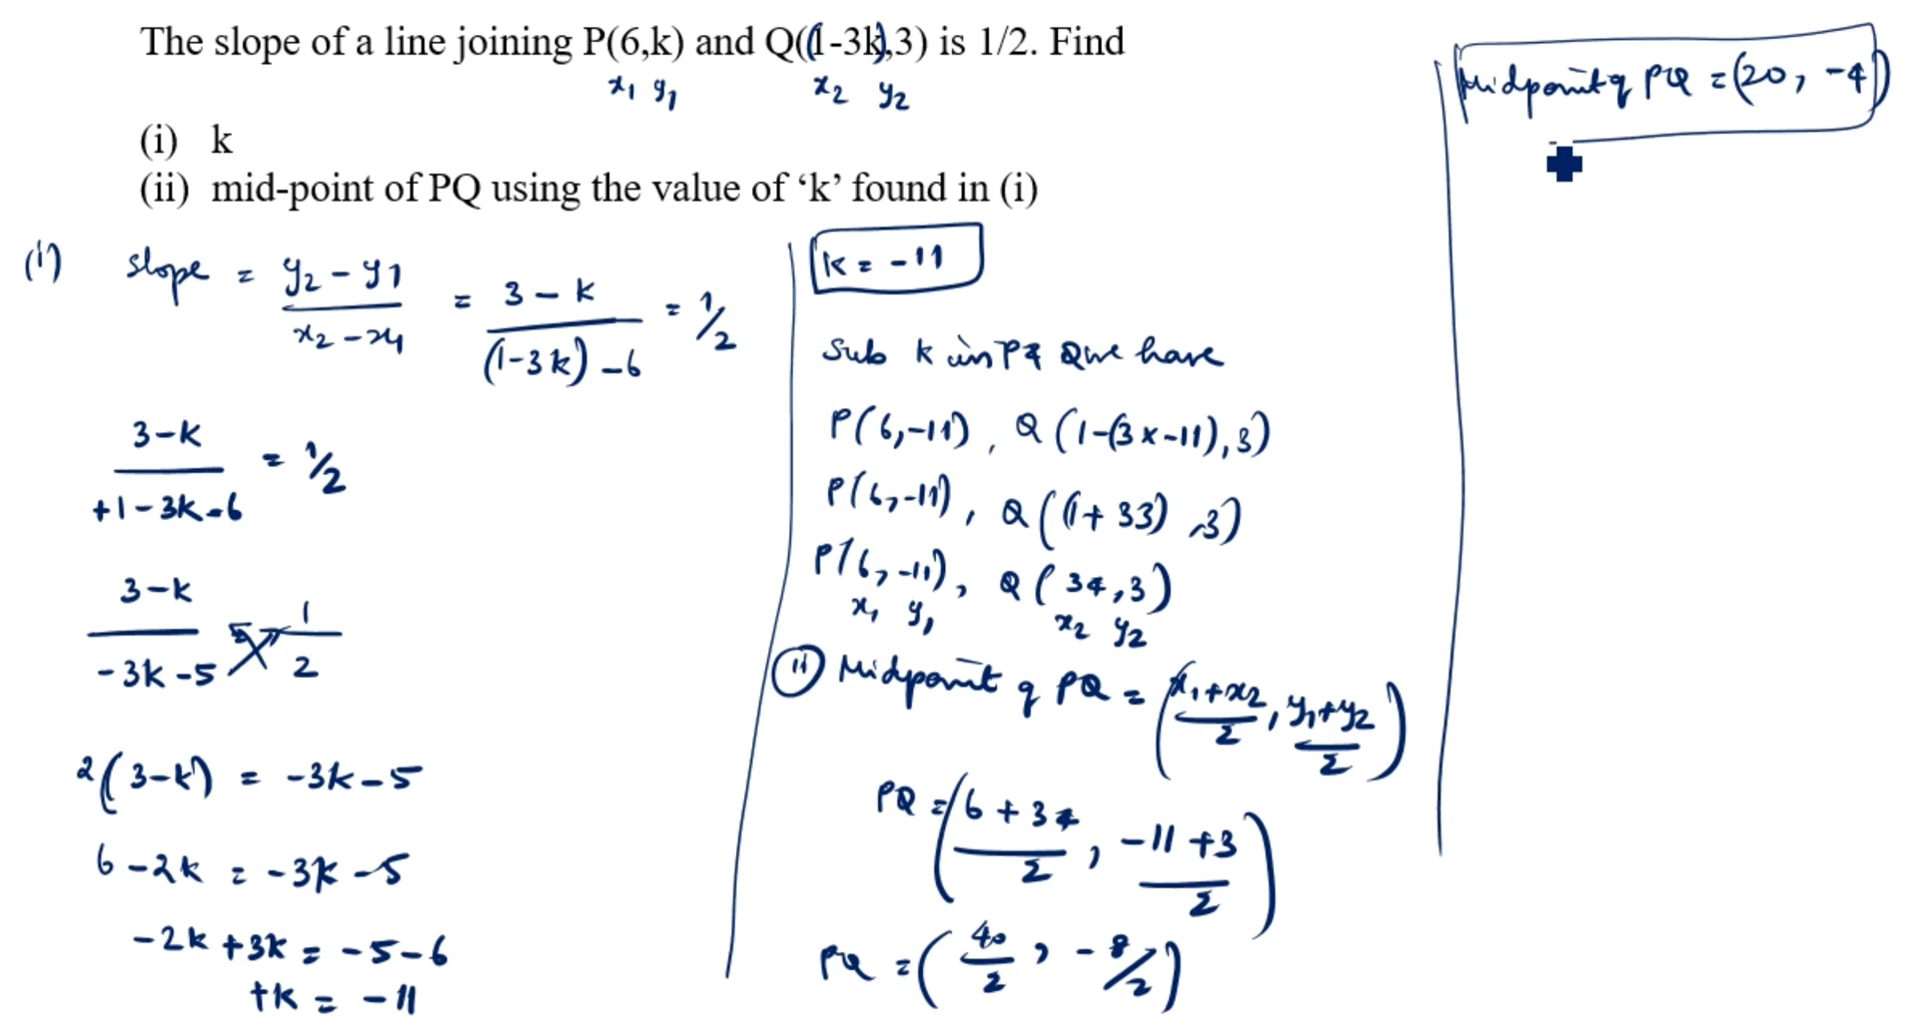 The slope of a line joining P(6,k) and Q((1-3k),3) is 1/2. Find
x1 y1 x2 y2
(i) k
(ii) mid-point of PQ using the value of ‘k’ found in (i)
(i) slope = y2 - y1 / x2 - x1 = 3 - k / (1-3k) - 6 = 1/2
3-k / +1-3k-6 = 1/2
3-k / -3k-5 1 / 2
2(3-k) = -3k-5
6-2k = -3k-5
-2k+3k = -5-6
+k = -11
k = -11
Sub k in P & Q we have
P(6,-11), Q(1-(3x-11),3)
P(6,-11), Q((1+33),3)
P(6,-11), Q(34,3)
x1 y1 x2 y2
(ii) Midpoint of PQ = (x1+x2 / 2, y1+y2 / 2)
PQ = (6+34 / 2, -11+3 / 2)
PQ = (40 / 2, -8/2)
Midpoint of PQ = (20, -4)